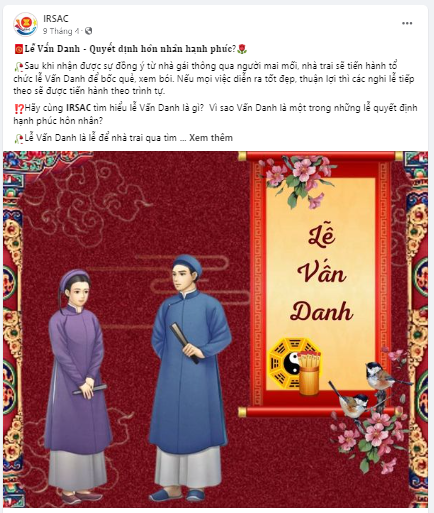 IRSAC
9 Tháng 4 ·
🧧Lễ Vấn Danh - Quyết định hôn nhân hạnh phúc?🌹
🎐Sau khi nhận được sự đồng ý từ nhà gái thông qua người mai mối, nhà trai sẽ tiến hành tổ
chức lễ Vấn Danh để bốc quẻ, xem bói. Nếu mọi việc diễn ra tốt đẹp, thuận lợi thì các nghi lễ tiếp
theo sẽ được tiến hành theo trình tự.
⁉️Hãy cùng IRSAC tìm hiểu lễ Vấn Danh là gì? Vì sao Vấn Danh là một trong những lễ quyết định
hạnh phúc hôn nhân?
🎐Lễ Vấn Danh là lễ để nhà trai qua tìm ... Xem thêm
Lễ
Vấn
Danh